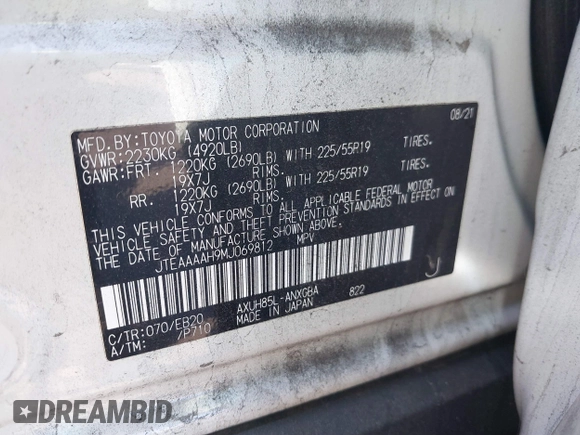 08/21
MFD.BY:TOYOTA MOTOR CORPORATION
GVWR:2230KG (4920LB)
GAWR:FRT. 1220KG (2690LB) WITH 225/55R19 TIRES.
19X7J RIMS.
RR. 1220KG (2690LB) WITH 225/55R19 TIRES.
19X7J RIMS.
THIS VEHICLE CONFORMS TO ALL APPLICABLE FEDERAL MOTOR
VEHICLE SAFETY AND THEFT PREVENTION STANDARDS IN EFFECT ON
THE DATE OF MANUFACTURE SHOWN ABOVE.
JTEAAAAH9MJ069812 MPV
C/TR:070/EB20 AXUH85L-ANXGBA 822
A/TM: /P710 MADE IN JAPAN
J
DREAMBID